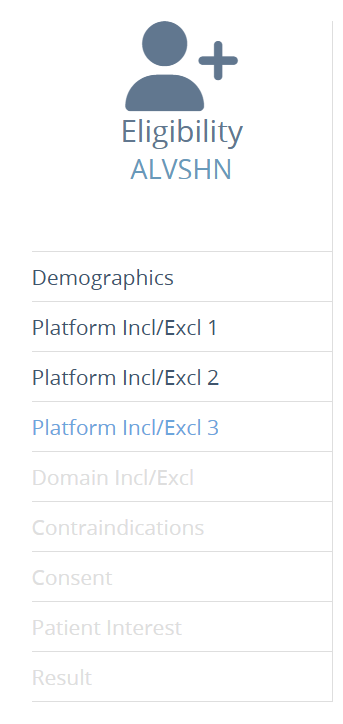 Eligibility
ALVSHN
Demographics
Platform Incl/Excl 1
Platform Incl/Excl 2
Platform Incl/Excl 3
Domain Incl/Excl
Contraindications
Consent
Patient Interest
Result